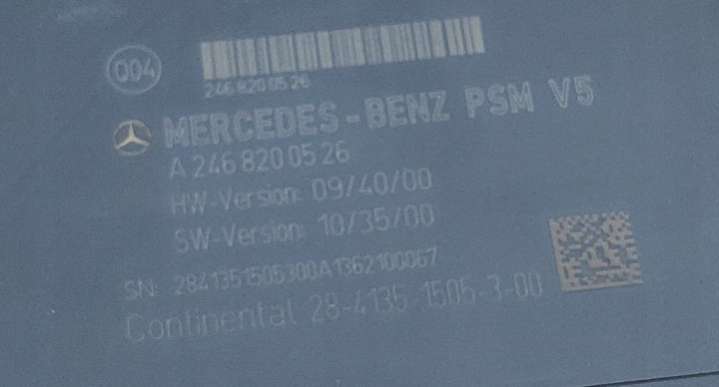 004
246 820 05 26
MERCEDES-BENZ PSM V5
A 246 820 05 26
HW-Version: 09/40/00
SW-Version: 10/35/00
SN: 2841351505300A1362100067
Continental 28-4135-1505-3-00